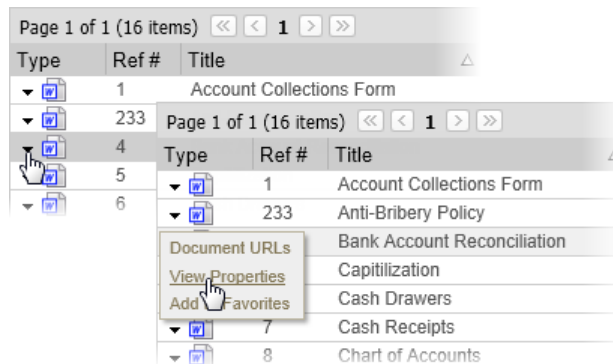 Page 1 of 1 (16 items) 1
Type Ref # Title
1 Account Collections Form
233
4
5
6
Page 1 of 1 (16 items) 1
Type Ref # Title
1 Account Collections Form
233 Anti-Bribery Policy
Bank Account Reconciliation
Document URLs
Capitilization
View Properties
Cash Drawers
Add Favorites
7 Cash Receipts
8 Chart of Accounts